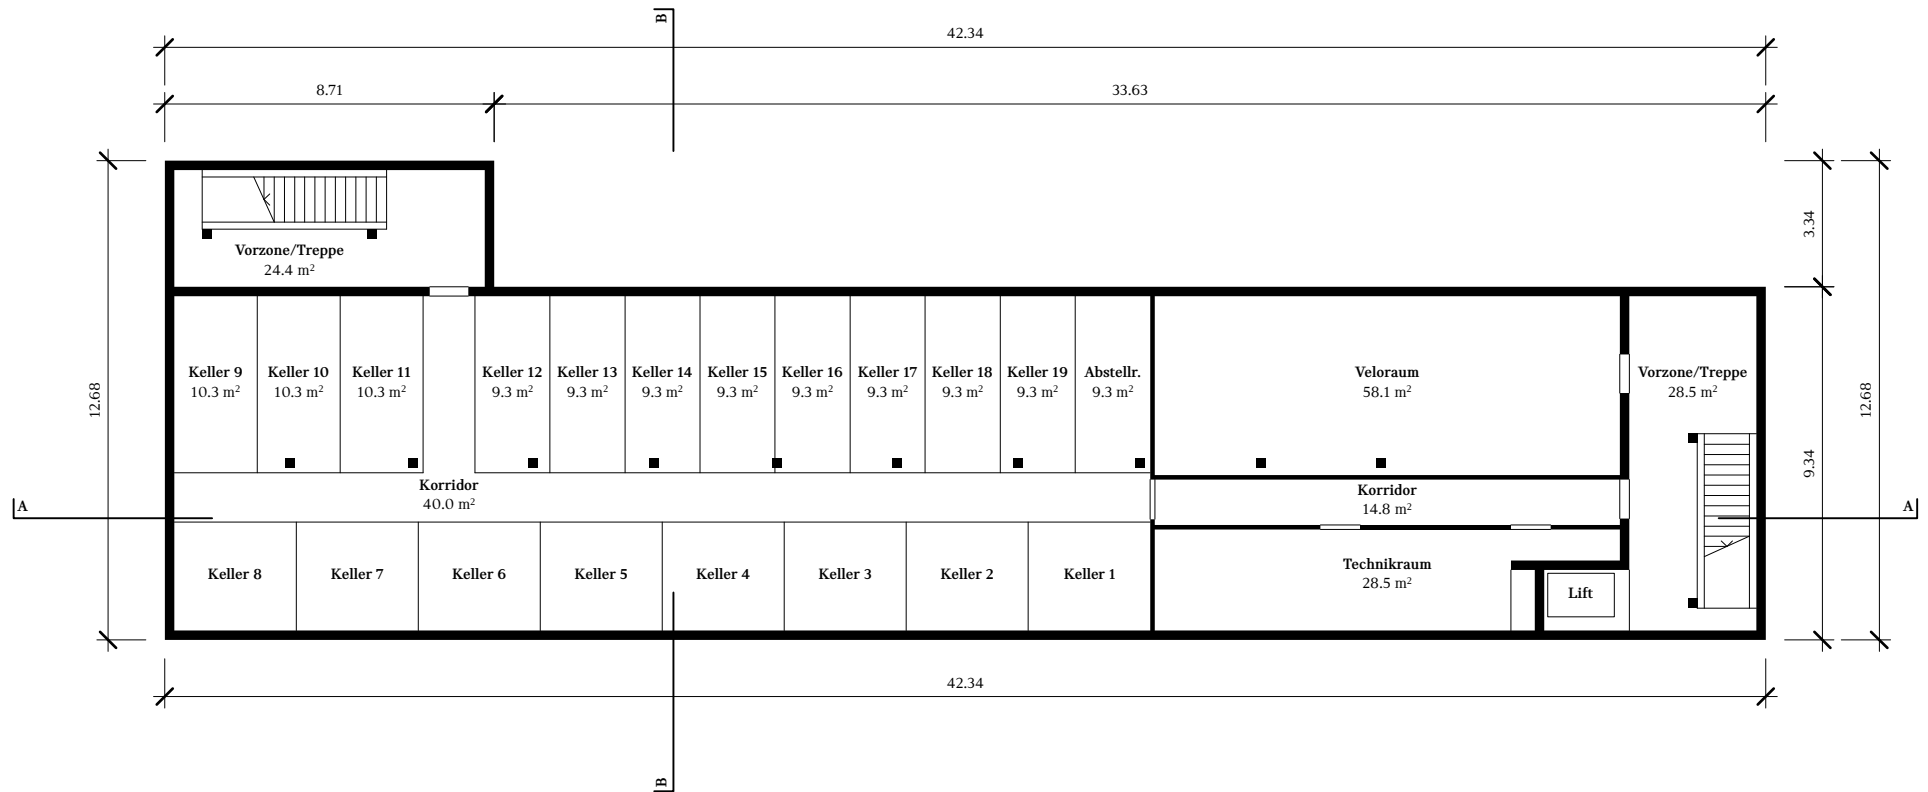 B
42.34
8.71
33.63
Vorzone/Treppe
24.4 m²
3.34
12.68
12.68
9.34
Keller 9
10.3 m²
Keller 10
10.3 m²
Keller 11
10.3 m²
Keller 12
9.3 m²
Keller 13
9.3 m²
Keller 14
9.3 m²
Keller 15
9.3 m²
Keller 16
9.3 m²
Keller 17
9.3 m²
Keller 18
9.3 m²
Keller 19
9.3 m²
Abstellr.
9.3 m²
Veloraum
58.1 m²
Vorzone/Treppe
28.5 m²
A
Korridor
40.0 m²
Korridor
14.8 m²
A
Keller 8
Keller 7
Keller 6
Keller 5
Keller 4
Keller 3
Keller 2
Keller 1
Technikraum
28.5 m²
Lift
42.34
B